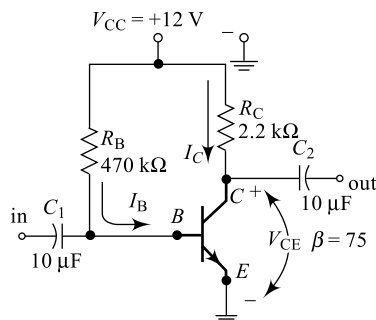 V_CC = +12 V
−
R_B
470 kΩ
I_C
R_C
2.2 kΩ
C_2
out
10 µF
in
C_1
10 µF
I_B
B
C +
V_CE β = 75
E
−